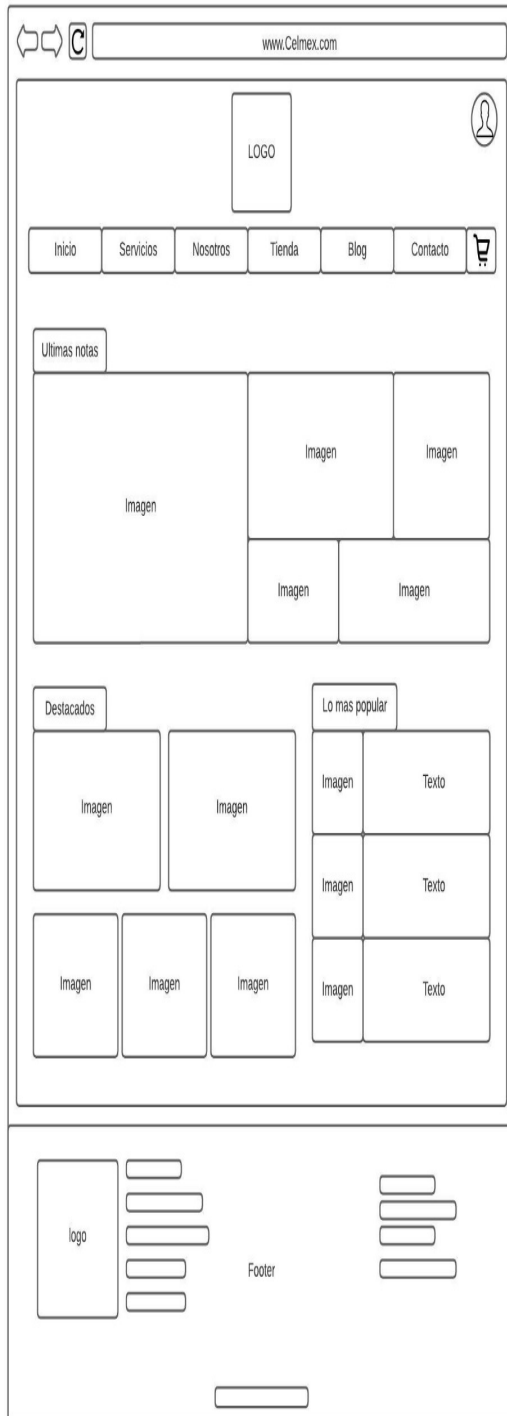 www.Celmex.com
LOGO
Inicio Servicios Nosotros Tienda Blog Contacto
Ultimas notas
Imagen
Imagen
Imagen
Imagen
Imagen
Destacados
Imagen
Imagen
Imagen
Imagen
Imagen
Lo mas popular
Imagen Texto
Imagen Texto
Imagen Texto
logo
Footer